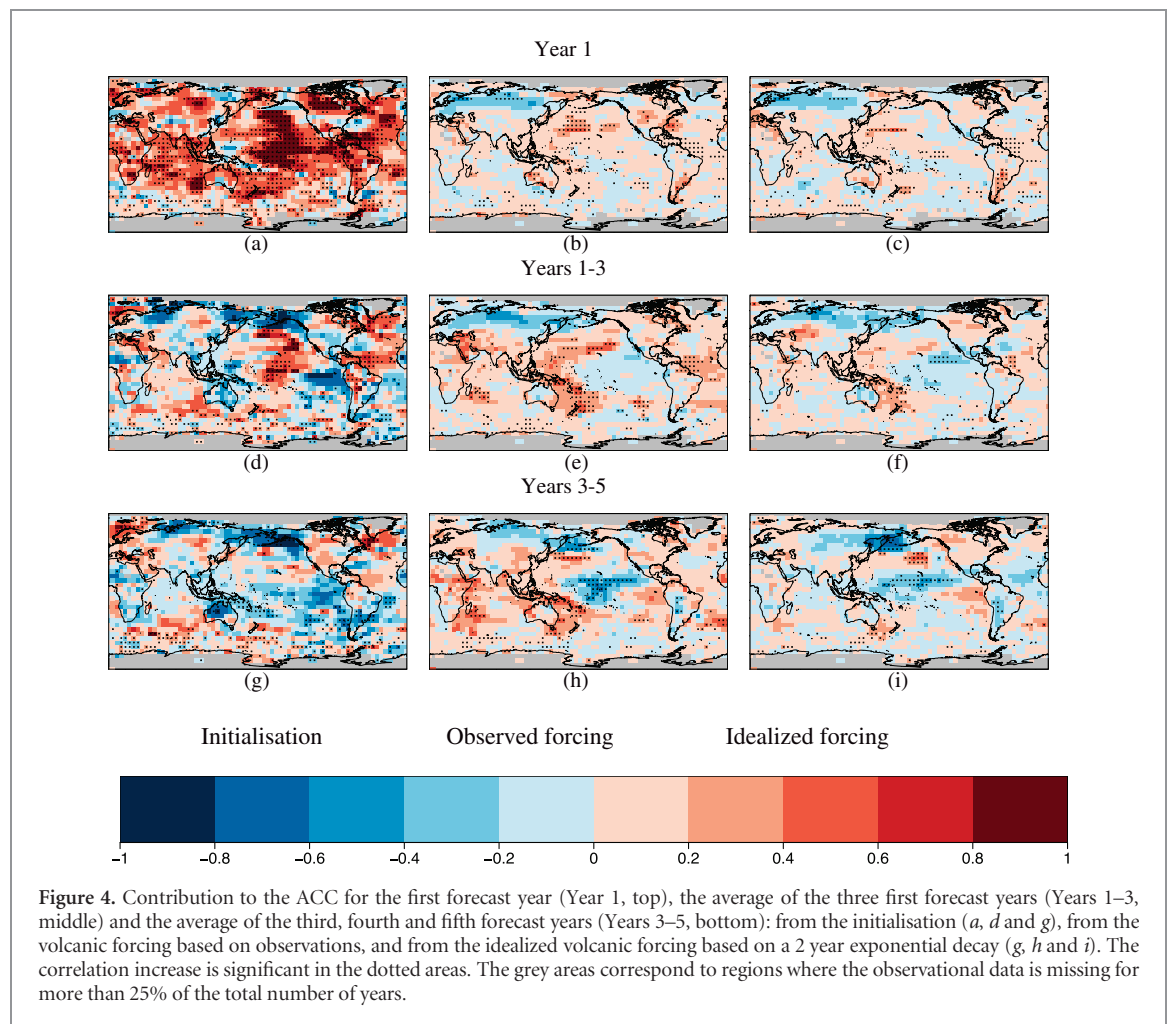 Year 1
(a) (b) (c)
Years 1-3
(d) (e) (f)
Years 3-5
(g) (h) (i)
Initialisation Observed forcing Idealized forcing
−1 −0.8 −0.6 −0.4 −0.2 0 0.2 0.4 0.6 0.8 1
Figure 4. Contribution to the ACC for the first forecast year (Year 1, top), the average of the three first forecast years (Years 1–3,
middle) and the average of the third, fourth and fifth forecast years (Years 3–5, bottom): from the initialisation (a, d and g), from the
volcanic forcing based on observations, and from the idealized volcanic forcing based on a 2 year exponential decay (g, h and i). The
correlation increase is significant in the dotted areas. The grey areas correspond to regions where the observational data is missing for
more than 25% of the total number of years.